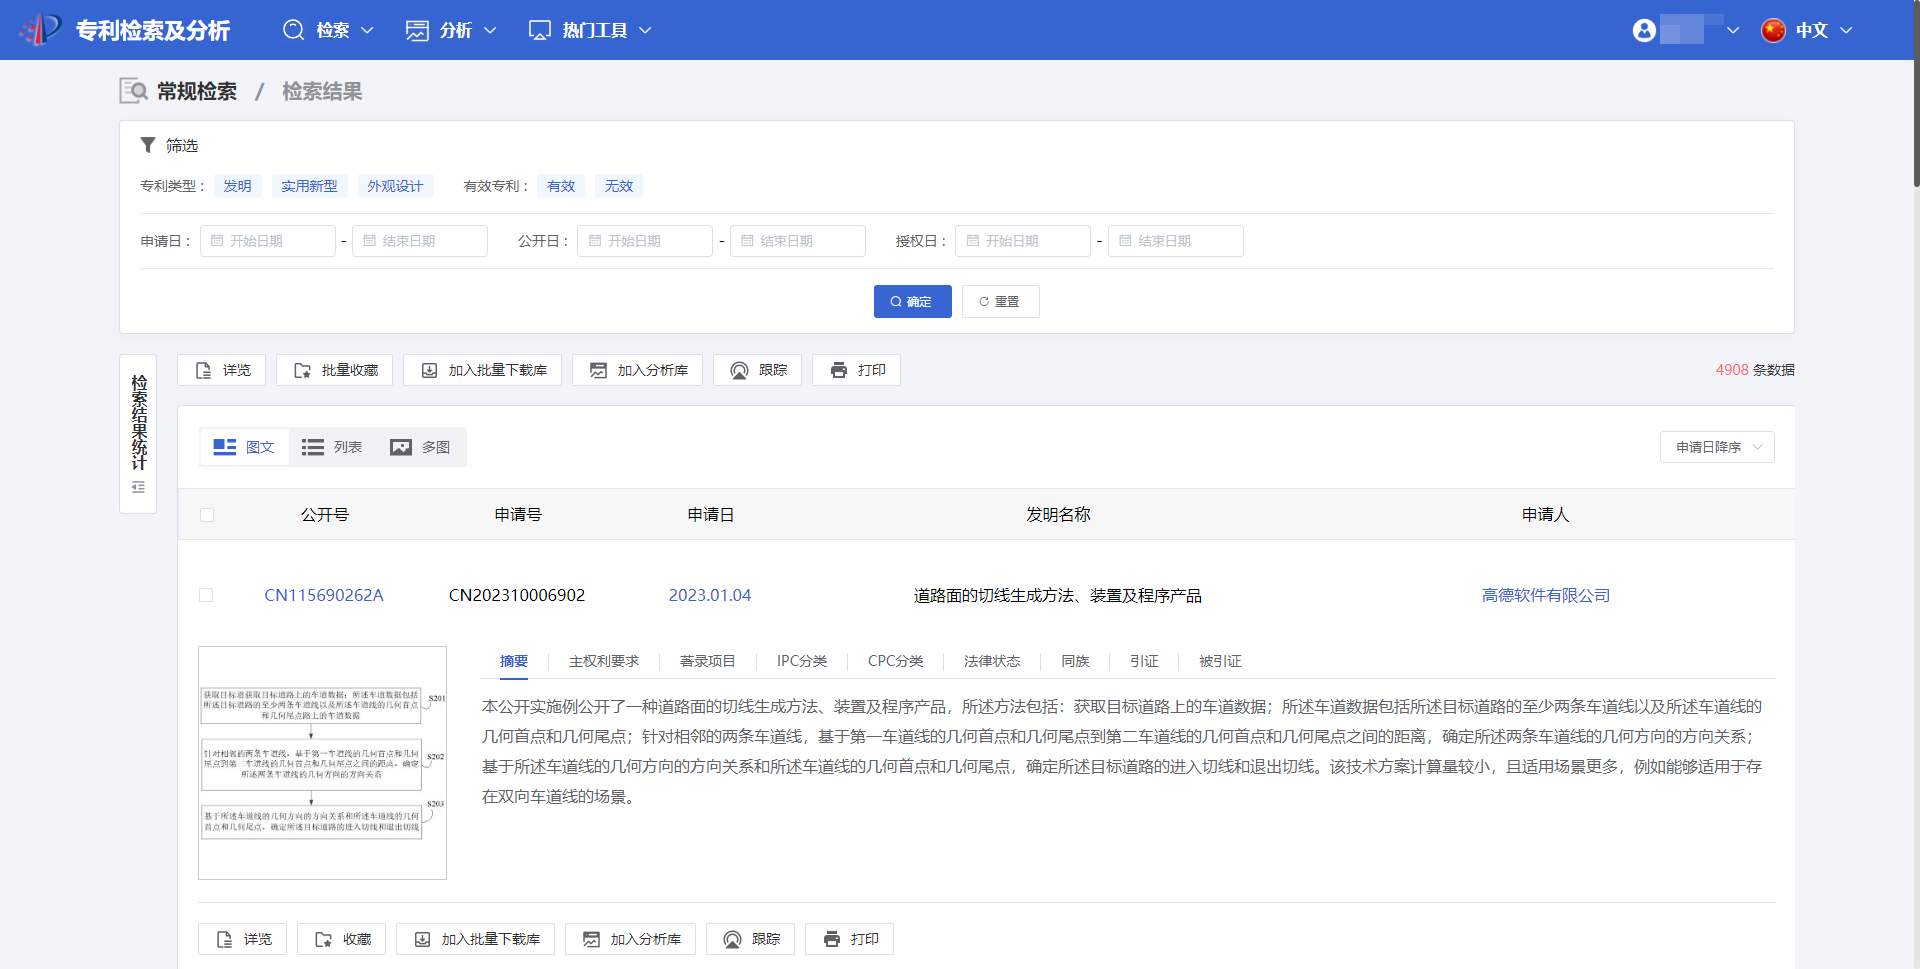 专利检索及分析 检索 分析 热门工具 中文
常规检索 / 检索结果
筛选
专利类型： 发明 实用新型 外观设计 有效专利： 有效 无效
申请日： 开始日期 - 结束日期 公开日： 开始日期 - 结束日期 授权日： 开始日期 - 结束日期
确定 重置
检索结果统计
详览 批量收藏 加入批量下载库 加入分析库 跟踪 打印 4908 条数据
图文 列表 多图 申请日降序
公开号 申请号 申请日 发明名称 申请人
CN115690262A CN202310006902 2023.01.04 道路面的切线生成方法、装置及程序产品 高德软件有限公司
获取目标道获取目标道路上的车道数据；所述车道数据包括
所述目标道路的至少两条车道线以及所述车道线的几何首点
和几何尾点路上的车道数据
S201
针对相邻的两条车道线，基于第一车道线的几何首点和几何
尾点到第二车道线的几何首点和几何尾点之间的距离，确定
所述两条车道线的几何方向的方向关系
S202
基于所述车道线的几何方向的方向关系和所述车道线的几何
首点和几何尾点，确定所述目标道路的进入切线和退出切线
S203
摘要 主权利要求 著录项目 IPC分类 CPC分类 法律状态 同族 引证 被引证
本公开实施例公开了一种道路面的切线生成方法、装置及程序产品，所述方法包括：获取目标道路上的车道数据；所述车道数据包括所述目标道路的至少两条车道线以及所述车道线的
几何首点和几何尾点；针对相邻的两条车道线，基于第一车道线的几何首点和几何尾点到第二车道线的几何首点和几何尾点之间的距离，确定所述两条车道线的几何方向的方向关系；
基于所述车道线的几何方向的方向关系和所述车道线的几何首点和几何尾点，确定所述目标道路的进入切线和退出切线。该技术方案计算量较小，且适用场景更多，例如能够适用于存
在双向车道线的场景。
详览 收藏 加入批量下载库 加入分析库 跟踪 打印